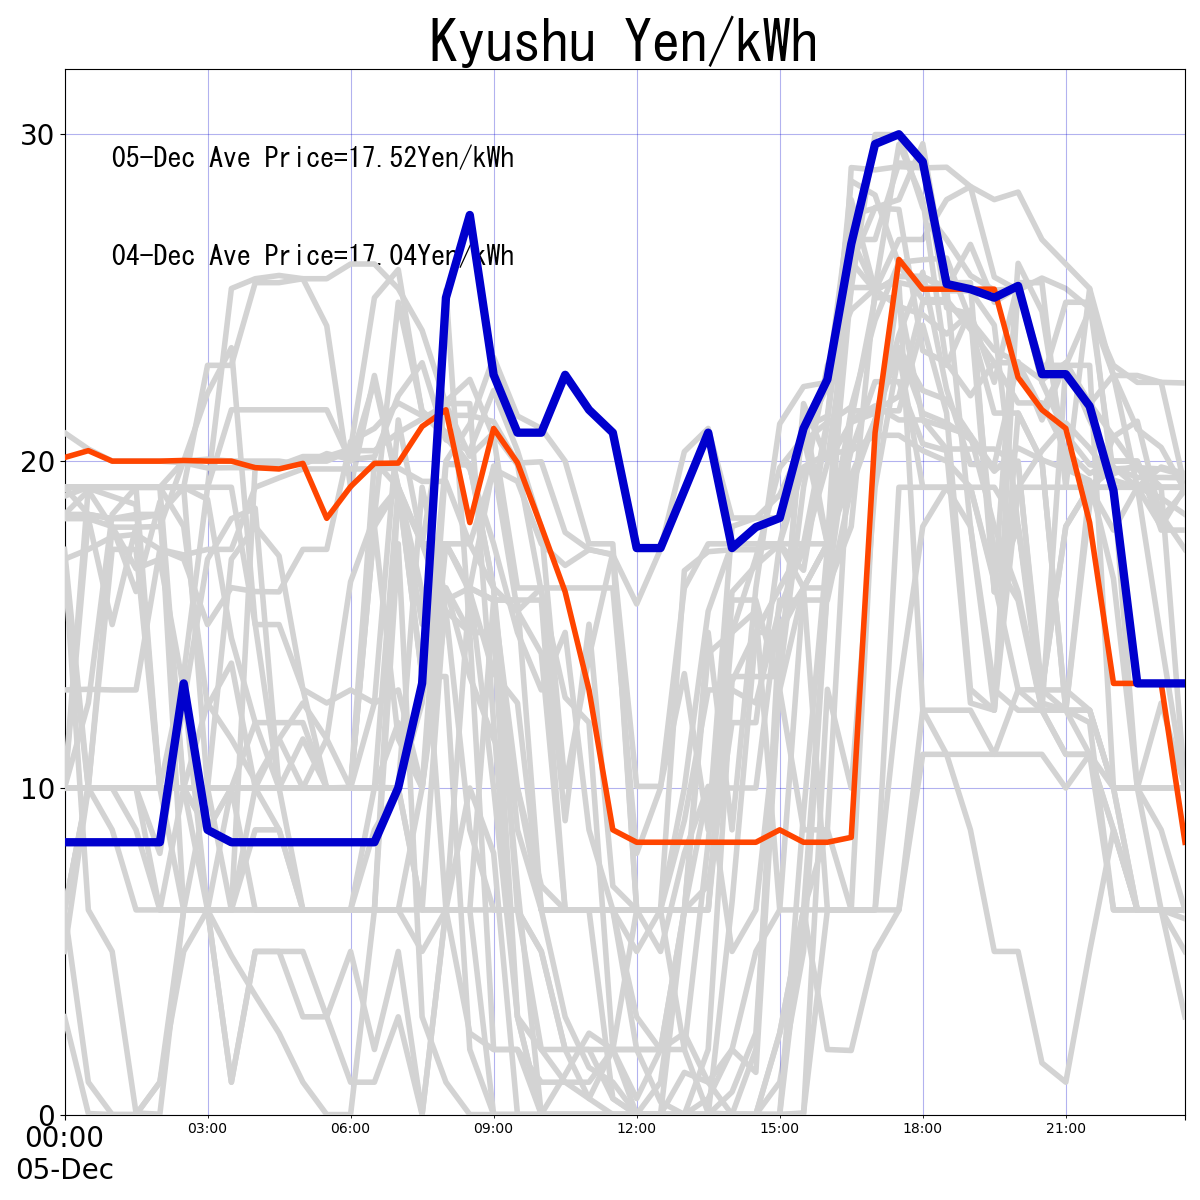 Kyushu Yen/kWh
30
05-Dec Ave Price=17.52Yen/kWh
04-Dec Ave Price=17.04Yen/kWh
20
10
0
00:00 03:00 06:00 09:00 12:00 15:00 18:00 21:00
05-Dec